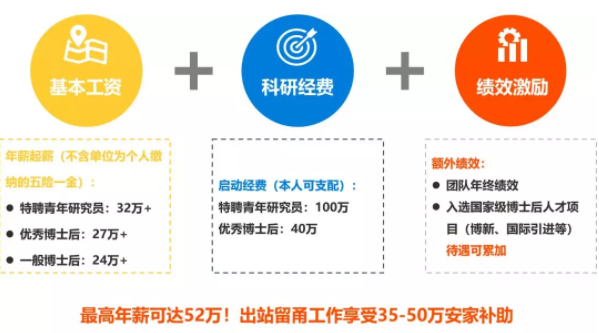 基本工资
+
科研经费
+
绩效激励
年薪起薪（不含单位为个人缴
纳的五险一金）：
● 特聘青年研究员：32万+
● 优秀博士后：27万+
● 一般博士后：24万+
启动经费（本人可支配）：
特聘青年研究员：100万
优秀博士后：40万
额外绩效：
● 团队年终绩效
● 入选国家级博士后人才项
目（博新、国际引进等）
待遇可累加
最高年薪可达52万！出站留甬工作享受35-50万安家补助